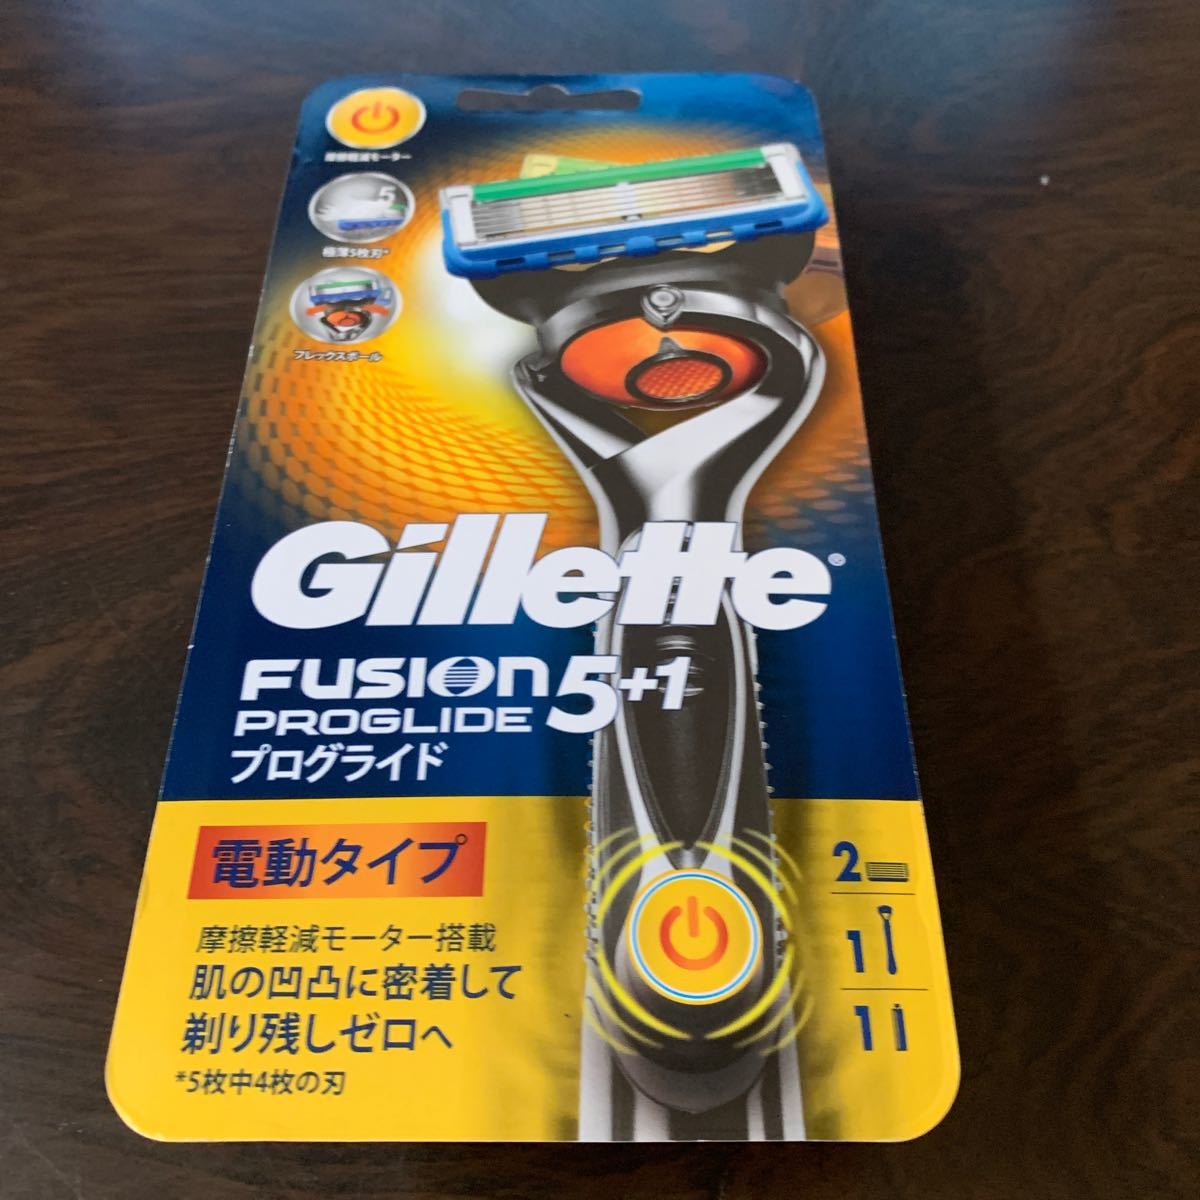 摩擦軽減モーター
5
極薄5枚刃*
フレックスボール
Gillette®
FUSION 5+1
PROGLIDE
プログライド
電動タイプ
摩擦軽減モーター搭載
肌の凹凸に密着して
剃り残しゼロへ
*5枚中4枚の刃
2
1
1